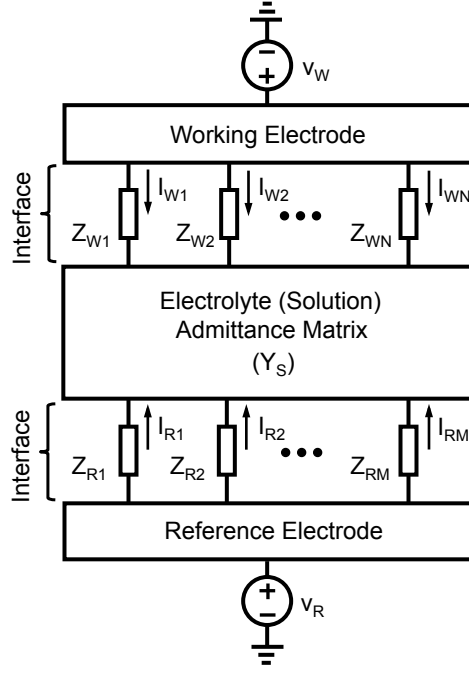 v_W
Working Electrode
Interface
I_W1
I_W2
I_WN
Z_W1
Z_W2
Z_WN
Electrolyte (Solution)
Admittance Matrix
(Y_S)
Interface
I_R1
I_R2
I_RM
Z_R1
Z_R2
Z_RM
Reference Electrode
v_R